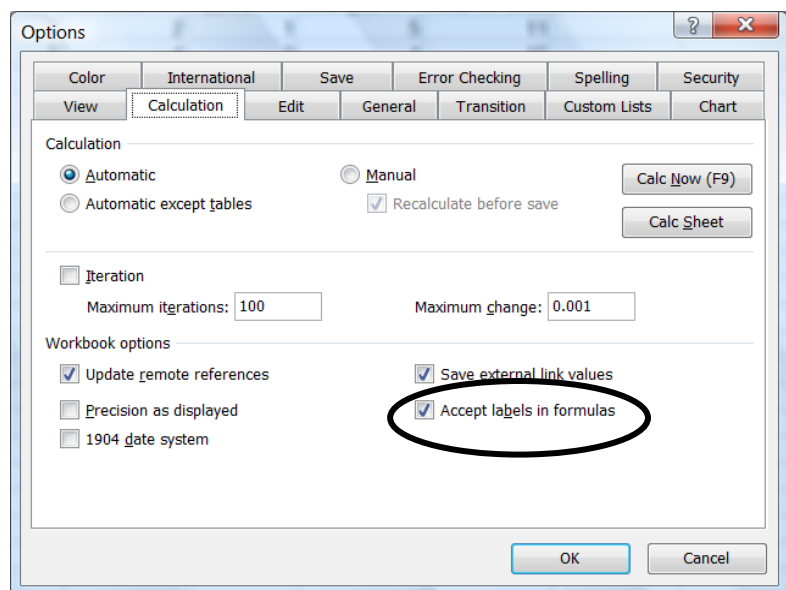 Options
Color International Save Error Checking Spelling Security
View Calculation Edit General Transition Custom Lists Chart
Calculation
Automatic Manual Calc Now (F9)
Automatic except tables Recalculate before save
Calc Sheet
Iteration
Maximum iterations: 100 Maximum change: 0.001
Workbook options
Update remote references Save external link values
Precision as displayed Accept labels in formulas
1904 date system
OK Cancel